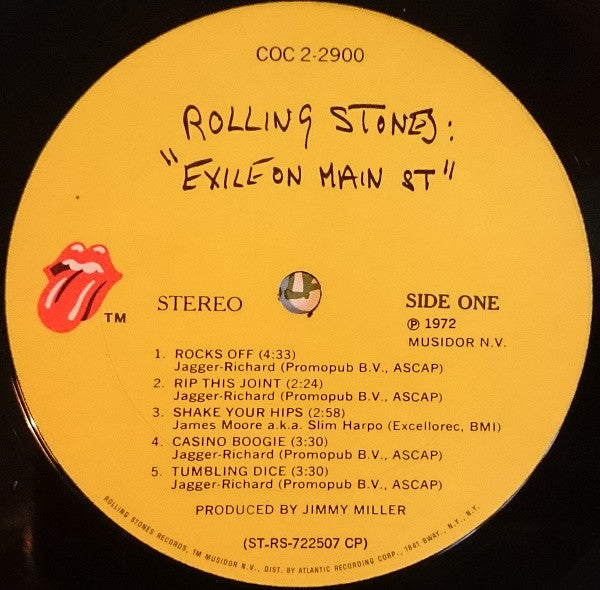 COC 2-2900
ROLLING STONES:
"EXILE ON MAIN ST"
TM
STEREO
SIDE ONE
℗ 1972
MUSIDOR N.V.
1. ROCKS OFF (4:33)
Jagger-Richard (Promopub B.V., ASCAP)
2. RIP THIS JOINT (2:24)
Jagger-Richard (Promopub B.V., ASCAP)
3. SHAKE YOUR HIPS (2:58)
James Moore a.k.a. Slim Harpo (Excellorec, BMI)
4. CASINO BOOGIE (3:30)
Jagger-Richard (Promopub B.V., ASCAP)
5. TUMBLING DICE (3:30)
Jagger-Richard (Promopub B.V., ASCAP)
PRODUCED BY JIMMY MILLER
(ST-RS-722507 CP)
ROLLING STONES RECORDS, TM MUSIDOR N.V., DIST. BY ATLANTIC RECORDING CORP., 1841 BWAY., N.Y., N.Y.